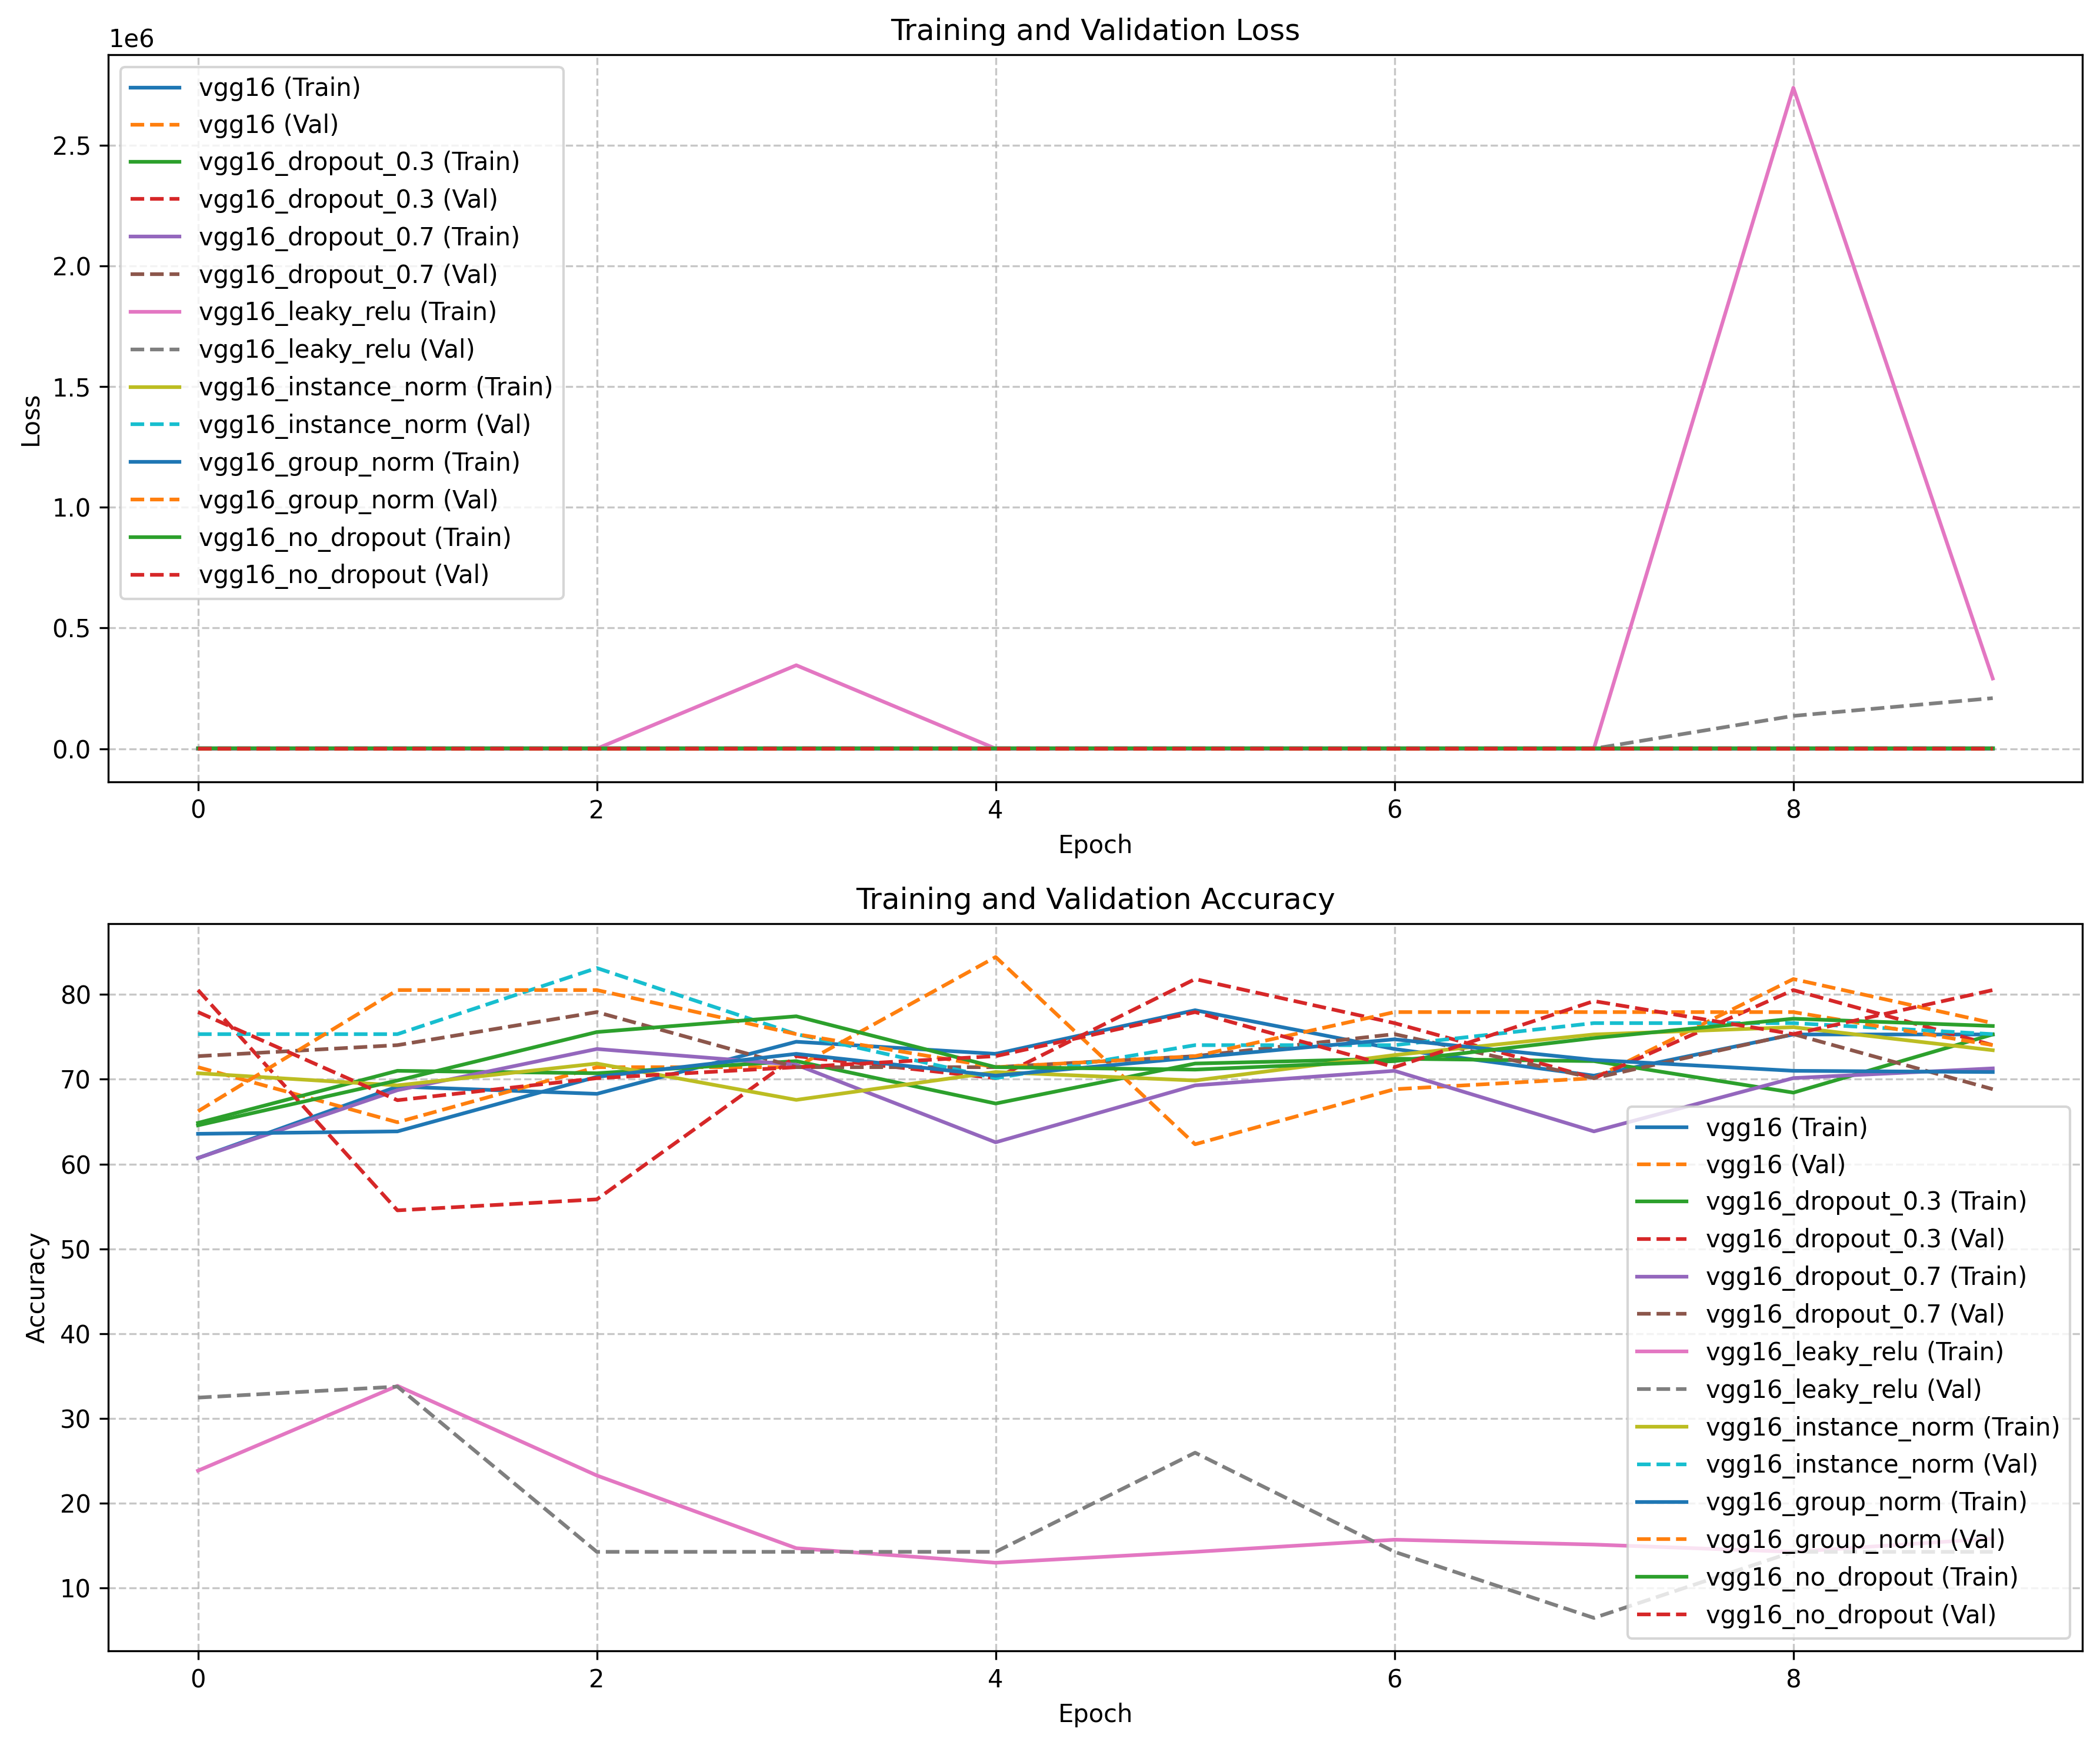 Training and Validation Loss
1e6
vgg16 (Train)
vgg16 (Val)
vgg16_dropout_0.3 (Train)
vgg16_dropout_0.3 (Val)
vgg16_dropout_0.7 (Train)
vgg16_dropout_0.7 (Val)
vgg16_leaky_relu (Train)
vgg16_leaky_relu (Val)
vgg16_instance_norm (Train)
vgg16_instance_norm (Val)
vgg16_group_norm (Train)
vgg16_group_norm (Val)
vgg16_no_dropout (Train)
vgg16_no_dropout (Val)
2.5
2.0
1.5
1.0
0.5
0.0
Loss
0 2 4 6 8
Epoch
Training and Validation Accuracy
80
70
60
50
40
30
20
10
Accuracy
vgg16 (Train)
vgg16 (Val)
vgg16_dropout_0.3 (Train)
vgg16_dropout_0.3 (Val)
vgg16_dropout_0.7 (Train)
vgg16_dropout_0.7 (Val)
vgg16_leaky_relu (Train)
vgg16_leaky_relu (Val)
vgg16_instance_norm (Train)
vgg16_instance_norm (Val)
vgg16_group_norm (Train)
vgg16_group_norm (Val)
vgg16_no_dropout (Train)
vgg16_no_dropout (Val)
0 2 4 6 8
Epoch